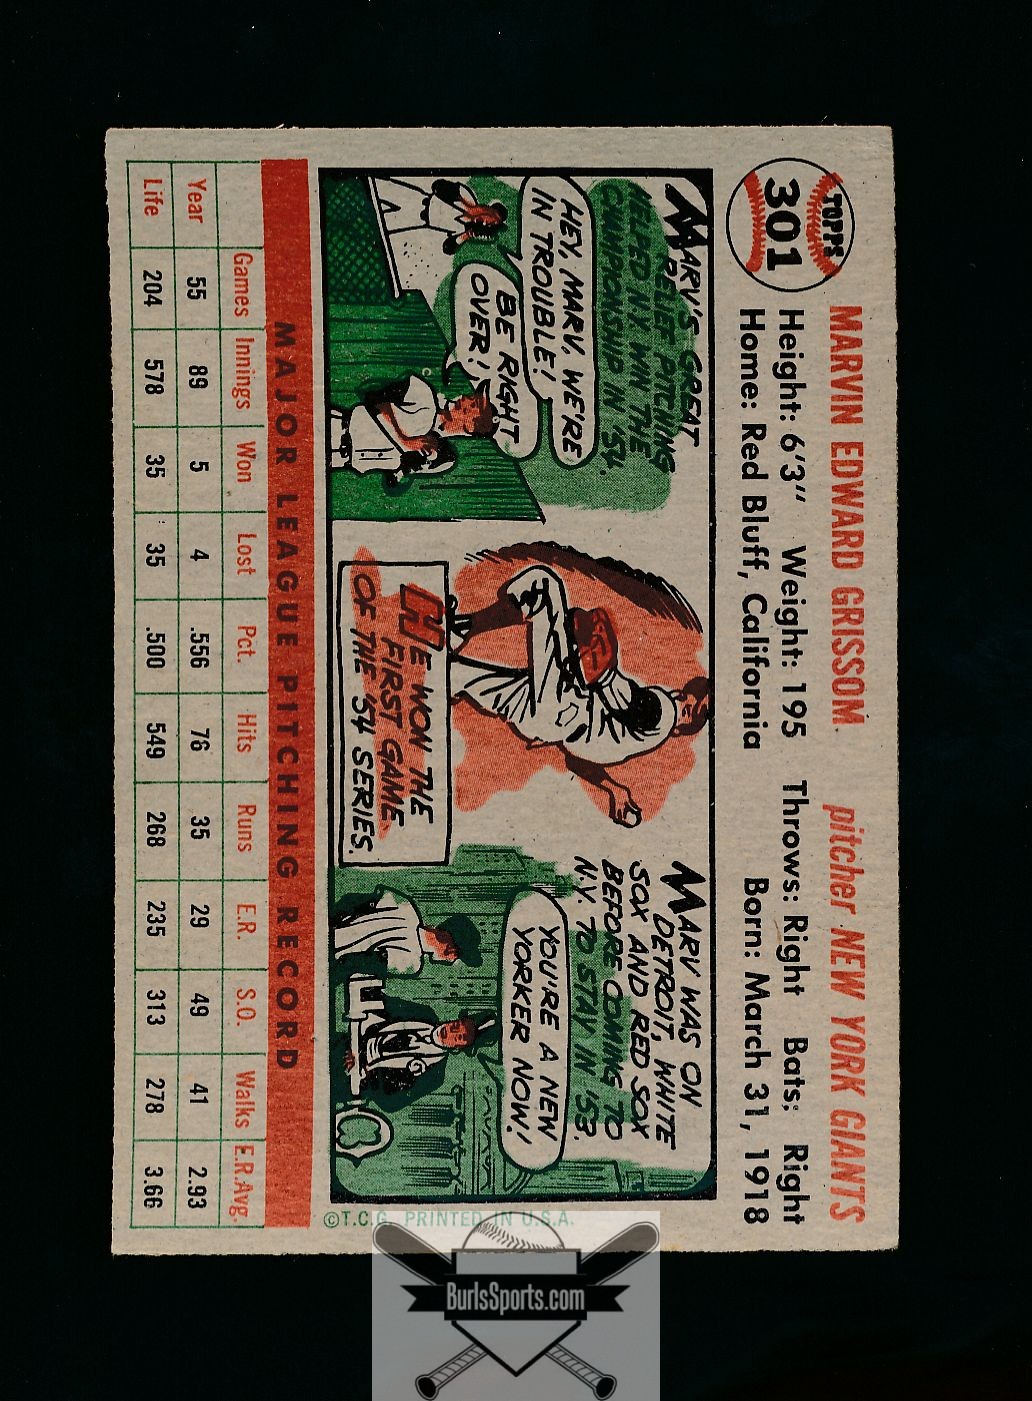 TOPPS
301
MARVIN EDWARD GRISSOM pitcher NEW YORK GIANTS
Height: 6'3" Weight: 195 Throws: Right Bats: Right
Home: Red Bluff, California Born: March 31, 1918
MARV'S GREAT
RELIEF PITCHING
HELPED N.Y. WIN THE
CHAMPIONSHIP IN '54.
HEY, MARV, WE'RE
IN TROUBLE!
BE RIGHT
OVER!
HE WON THE
FIRST GAME
OF THE '54 SERIES.
MARV WAS ON
DETROIT, WHITE
SOX AND RED SOX
BEFORE COMING TO
N.Y. TO STAY IN '53.
YOU'RE A NEW
YORKER NOW!
©T.C.G. PRINTED IN U.S.A.
MAJOR LEAGUE PITCHING RECORD
Games Innings Won Lost Pct. Hits Runs E.R. S.O. Walks E.R.Avg.
Year 55 89 5 4 .556 76 35 29 49 41 2.93
Life 204 578 35 35 .500 549 268 235 313 278 3.66
BurlsSports.com